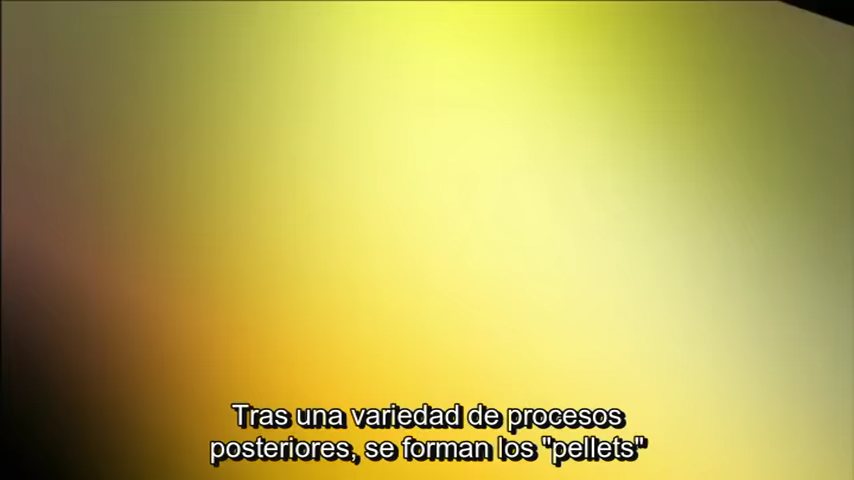 Tras una variedad de procesos
posteriores, se forman los "pellets"